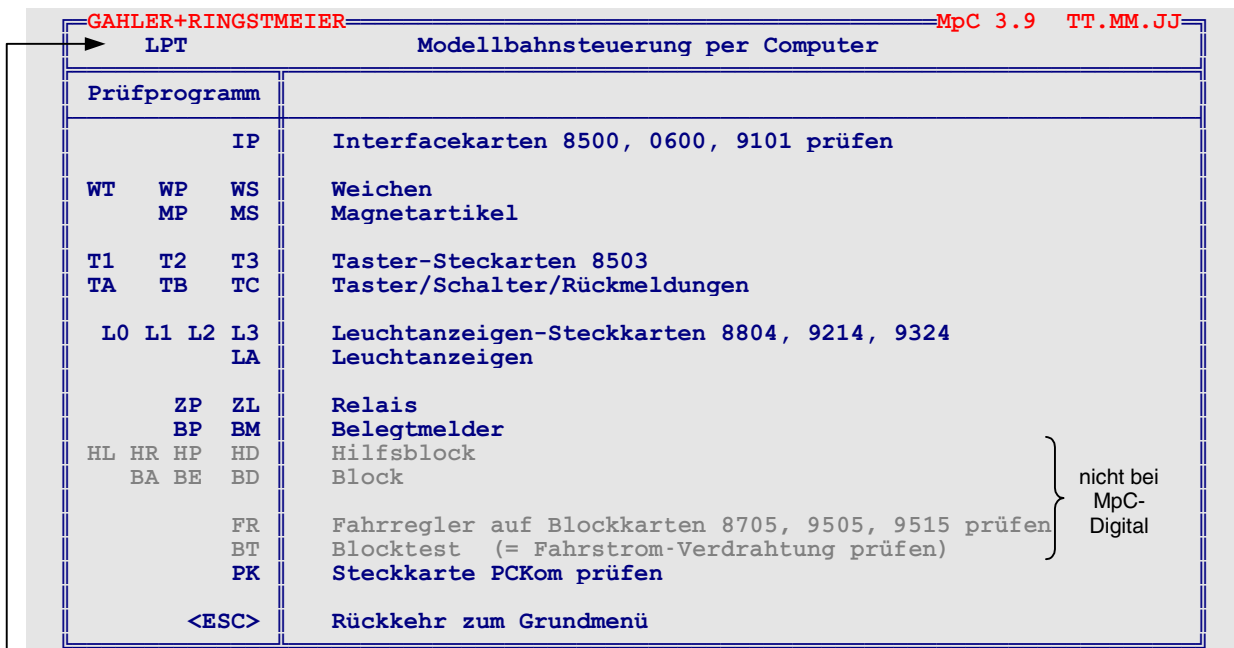 GAHLER+RINGSTMEIER MpC 3.9 TT.MM.JJ
LPT Modellbahnsteuerung per Computer
Prüfprogramm
IP Interfacekarten 8500, 0600, 9101 prüfen
WT WP WS Weichen
MP MS Magnetartikel
T1 T2 T3 Taster-Steckarten 8503
TA TB TC Taster/Schalter/Rückmeldungen
L0 L1 L2 L3 Leuchtanzeigen-Steckkarten 8804, 9214, 9324
LA Leuchtanzeigen
ZP ZL Relais
BP BM Belegtmelder
HL HR HP HD Hilfsblock
BA BE BD Block
FR Fahrregler auf Blockkarten 8705, 9505, 9515 prüfen
BT Blocktest (= Fahrstrom-Verdrahtung prüfen)
PK Steckkarte PCKom prüfen
<ESC> Rückkehr zum Grundmenü
nicht bei
MpC-
Digital